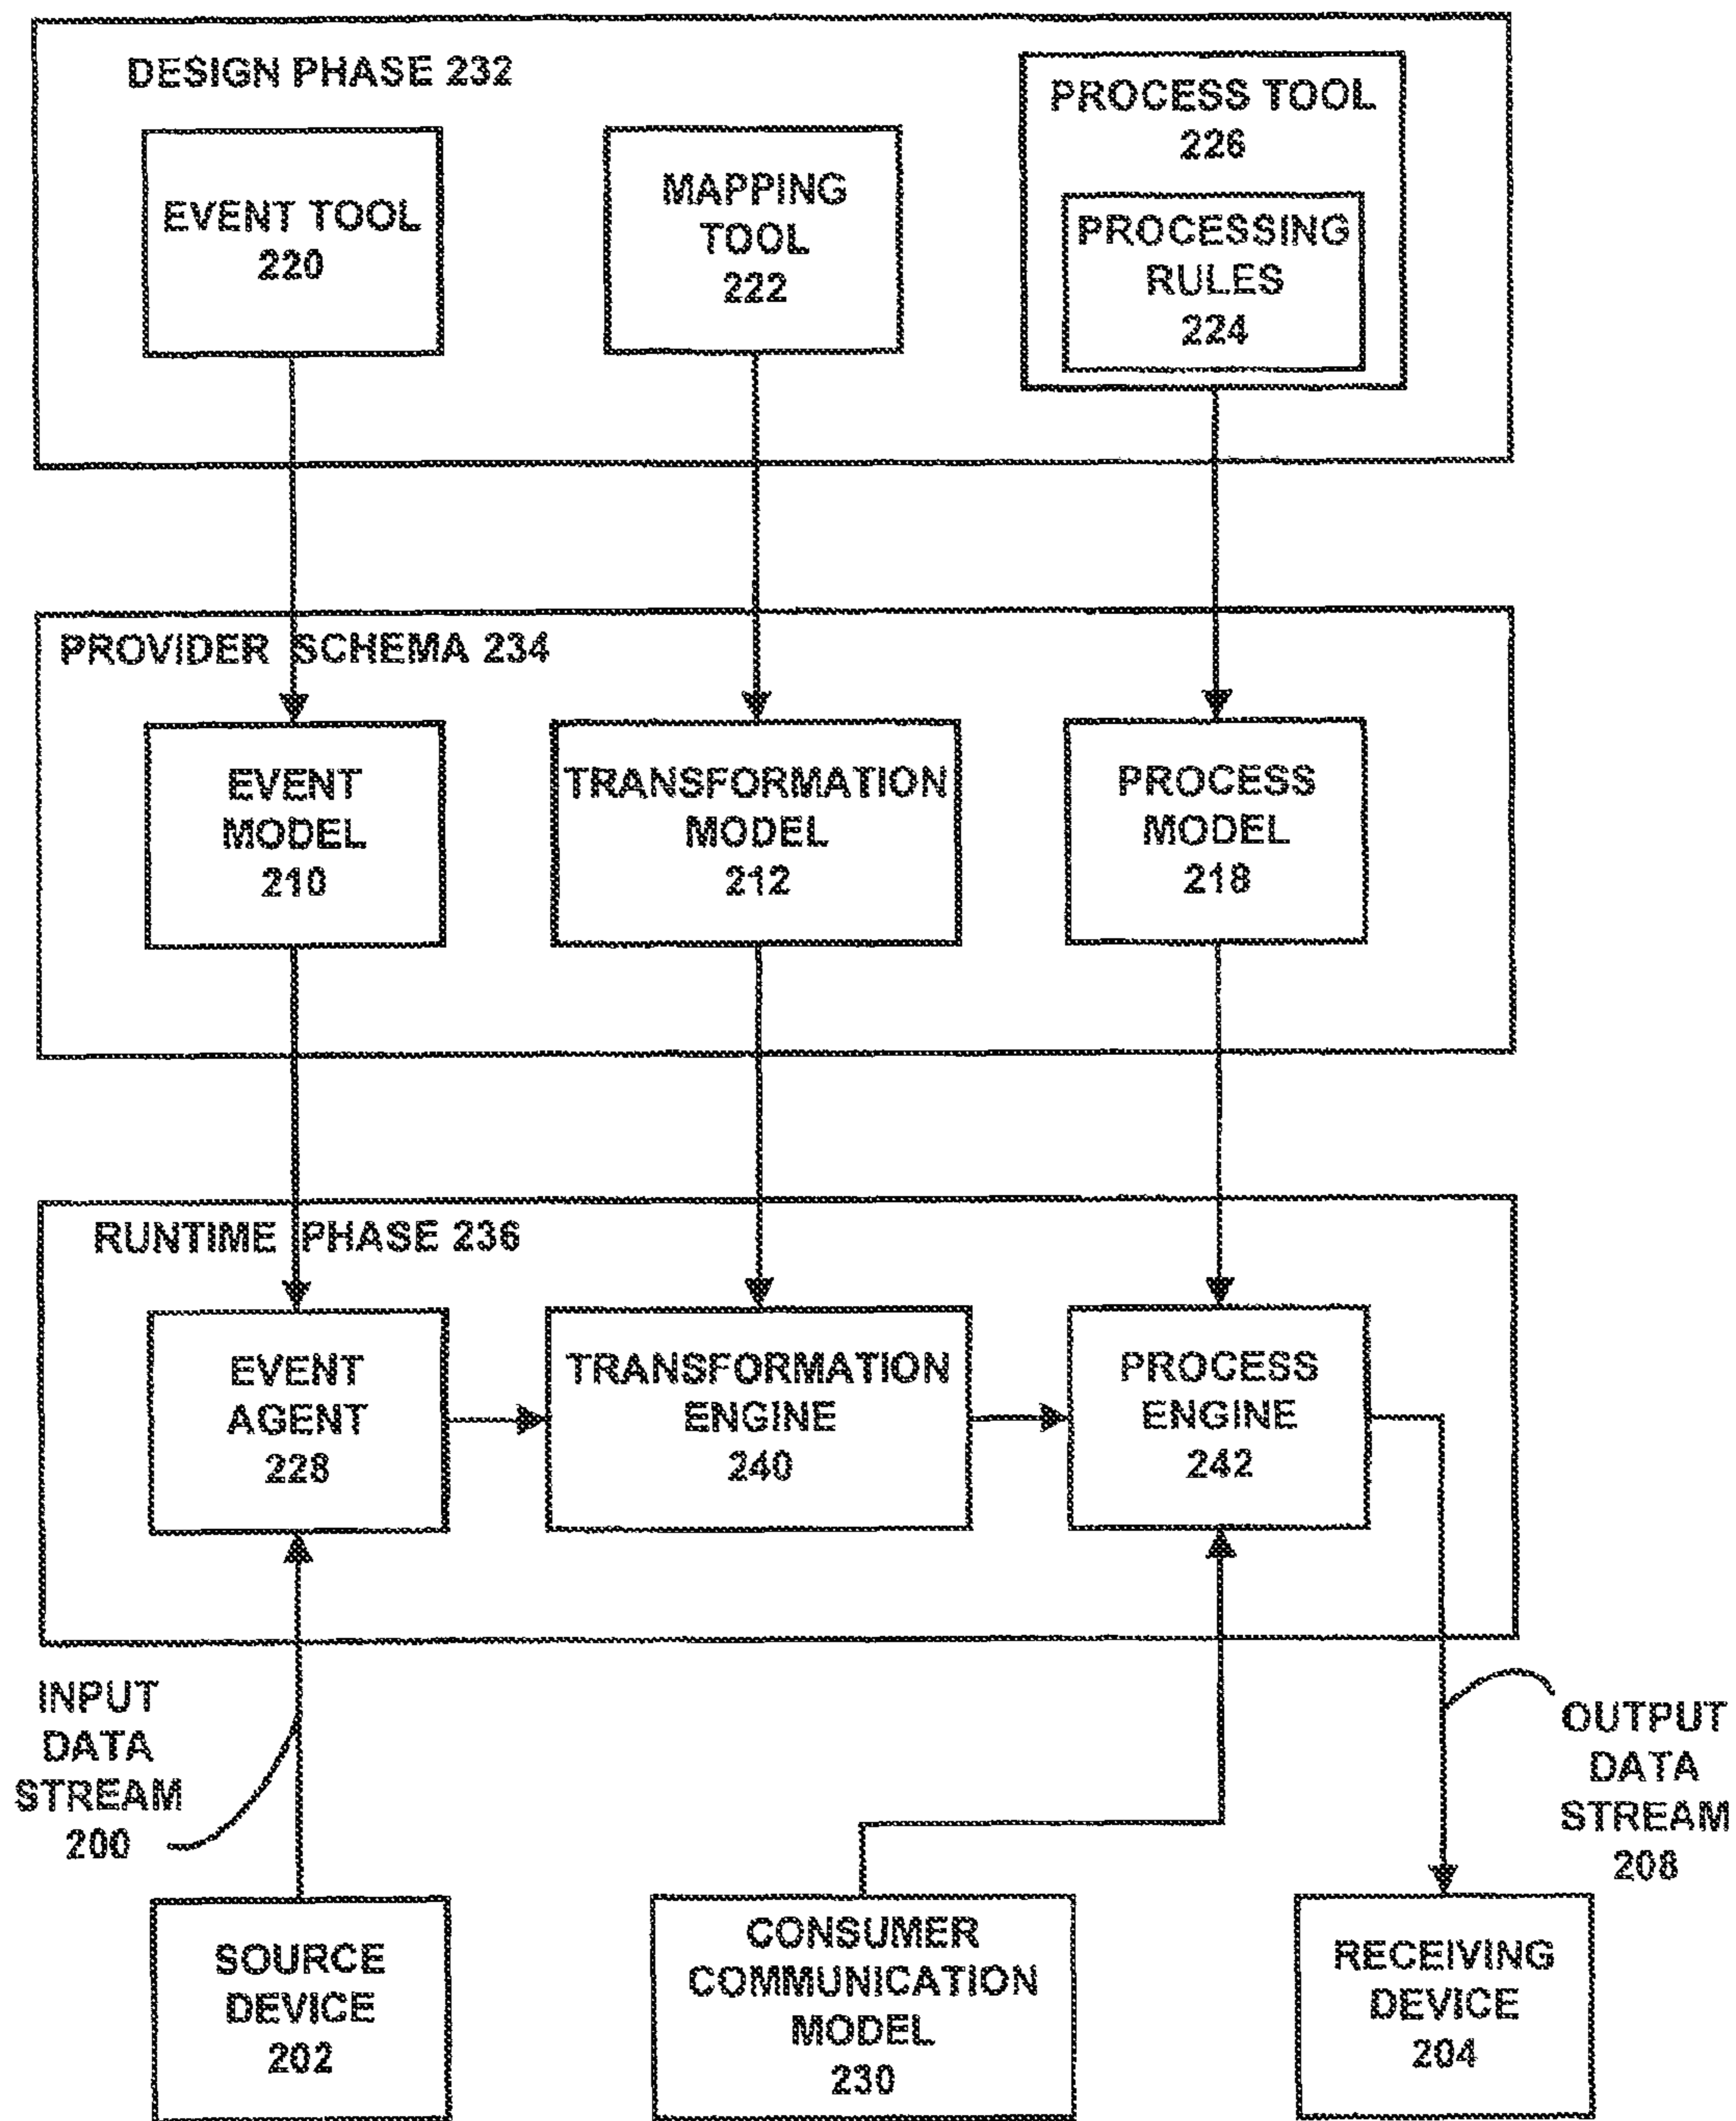 DESIGN PHASE 232
EVENT TOOL
220
MAPPING
TOOL
222
PROCESS TOOL
226
PROCESSING
RULES
224
PROVIDER SCHEMA 234
EVENT
MODEL
210
TRANSFORMATION
MODEL
212
PROCESS
MODEL
218
RUNTIME PHASE 236
EVENT
AGENT
228
TRANSFORMATION
ENGINE
240
PROCESS
ENGINE
242
INPUT
DATA
STREAM
200
OUTPUT
DATA
STREAM
208
SOURCE
DEVICE
202
CONSUMER
COMMUNICATION
MODEL
230
RECEIVING
DEVICE
204